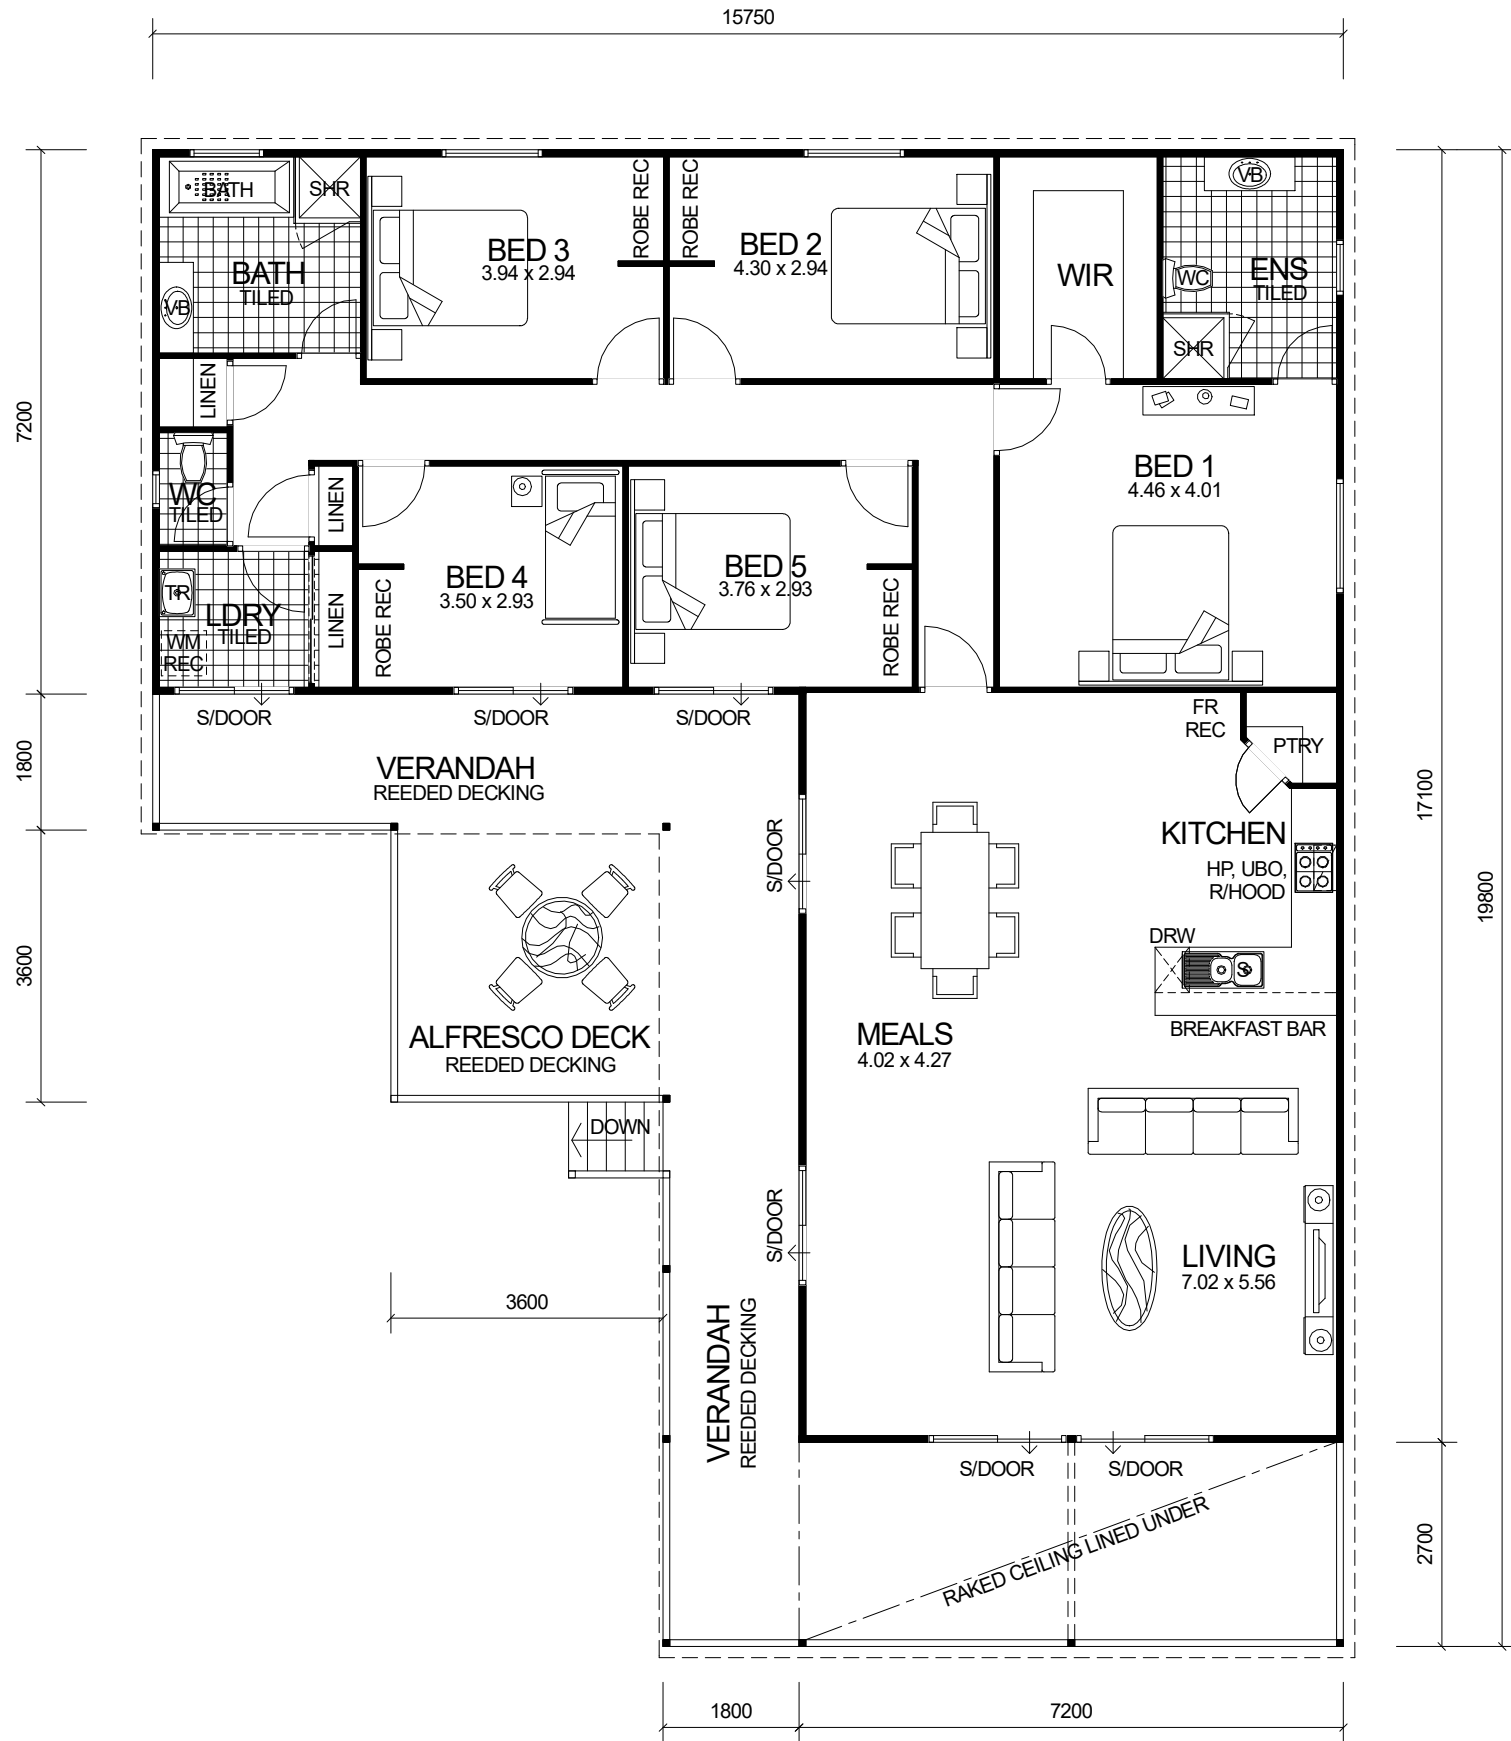 15750
BATH
SHR
ROBE REC
ROBE REC
VB
BED 3
3.94 x 2.94
BED 2
4.30 x 2.94
WIR
WC
ENS
TILED
BATH
TILED
VB
SHR
LINEN
7200
WC
TILED
LINEN
BED 1
4.46 x 4.01
BED 4
3.50 x 2.93
BED 5
3.76 x 2.93
TR
LDRY
TILED
WM
REC
LINEN
ROBE REC
ROBE REC
S/DOOR
S/DOOR
S/DOOR
FR
REC
PTRY
1800
VERANDAH
REEDED DECKING
17100
S/DOOR
KITCHEN
HP, UBO,
R/HOOD
19800
3600
DRW
ALFRESCO DECK
REEDED DECKING
MEALS
4.02 x 4.27
BREAKFAST BAR
DOWN
S/DOOR
LIVING
7.02 x 5.56
3600
VERANDAH
REEDED DECKING
S/DOOR
S/DOOR
RAKED CEILING LINED UNDER
2700
1800
7200